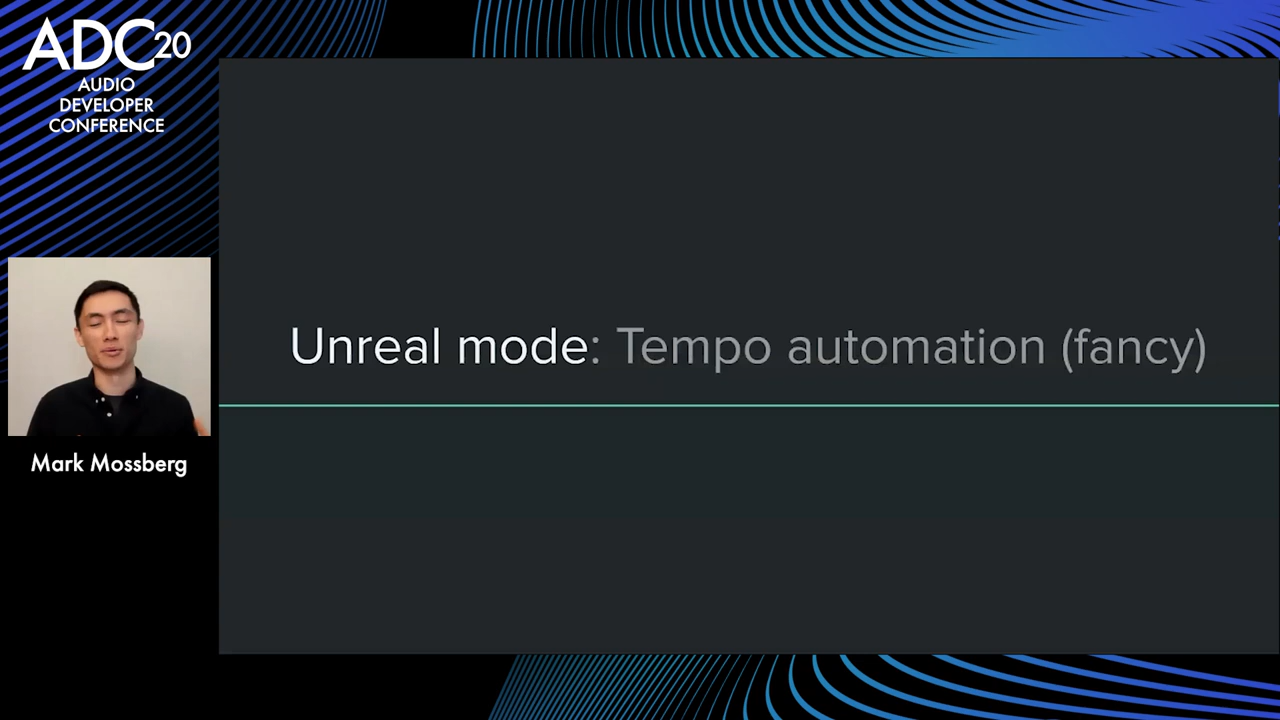 ADC20
AUDIO
DEVELOPER
CONFERENCE
Unreal mode: Tempo automation (fancy)
Mark Mossberg